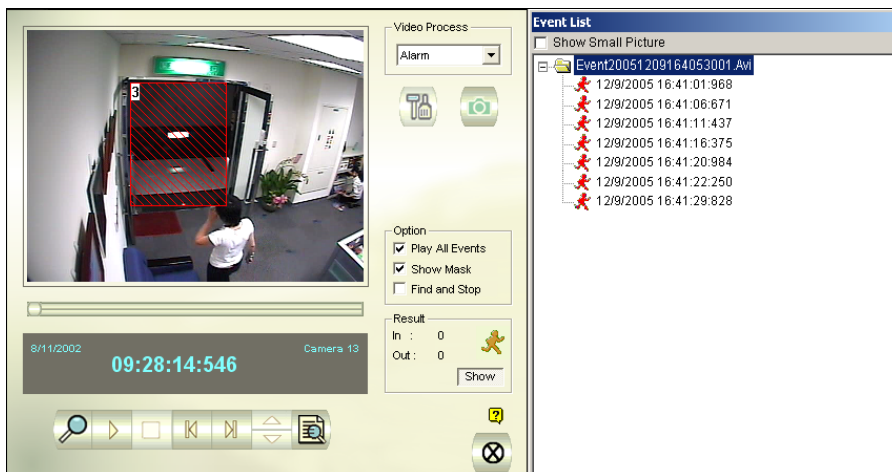 Video Process
Alarm
3
Option
Play All Events
Show Mask
Find and Stop
Result
In : 0
Out : 0
Show
8/11/2002
Camera 13
09:28:14:546
?
Event List
Show Small Picture
Event20051209164053001.Avi
12/9/2005 16:41:01:968
12/9/2005 16:41:06:671
12/9/2005 16:41:11:437
12/9/2005 16:41:16:375
12/9/2005 16:41:20:984
12/9/2005 16:41:22:250
12/9/2005 16:41:29:828